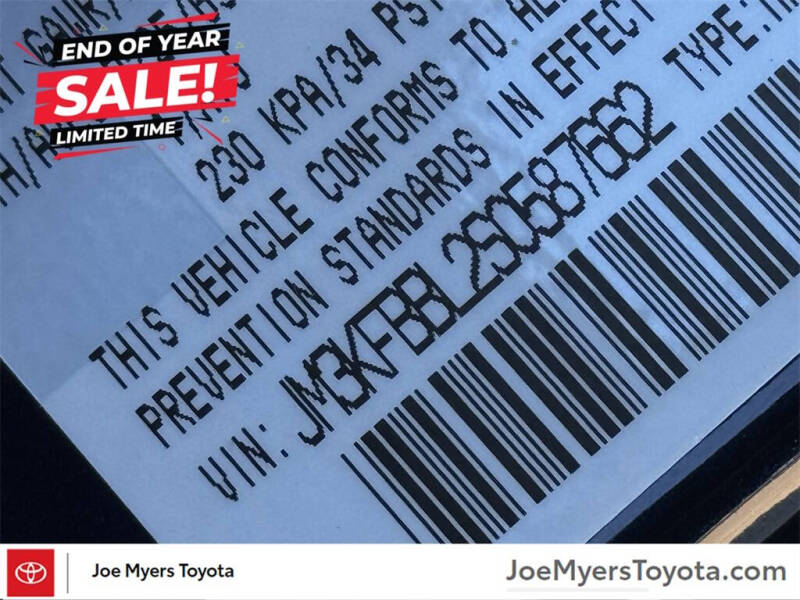 END OF YEAR
SALE!
LIMITED TIME
230 KPA/34
THIS VEHICLE CONFORMS TO
PREVENTION STANDARDS IN EFFECT
VIN: JM3KFBBL2S0587662
TYPE:
Joe Myers Toyota
JoeMyersToyota.com